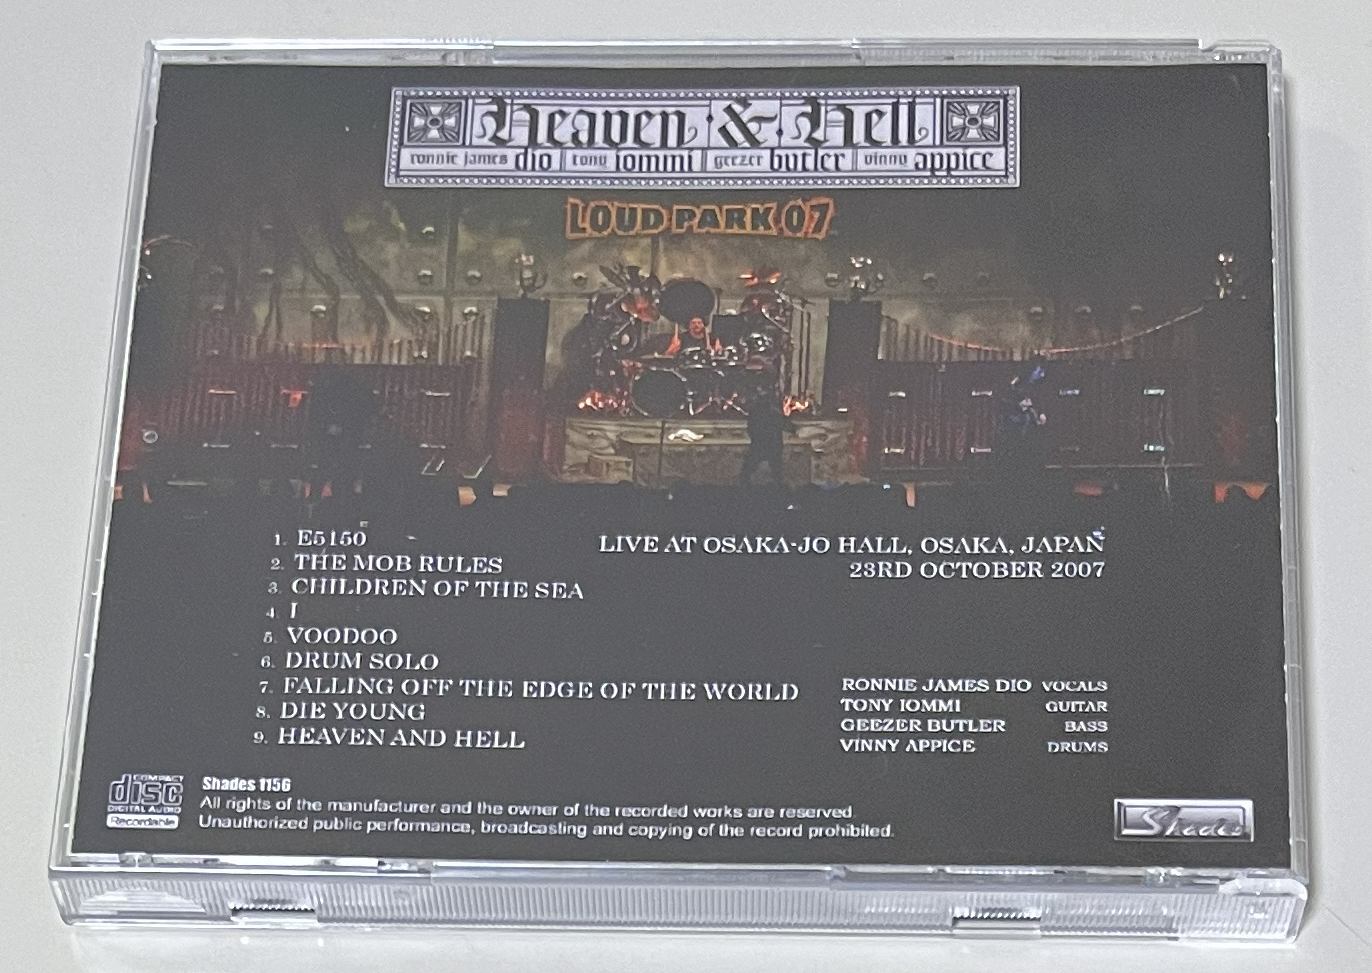 Heaven & Hell
ronnie james dio tony iommi geezer butler vinny appice
LOUD PARK 07
1. E5150
2. THE MOB RULES
3. CHILDREN OF THE SEA
4. I
5. VOODOO
6. DRUM SOLO
7. FALLING OFF THE EDGE OF THE WORLD
8. DIE YOUNG
9. HEAVEN AND HELL
LIVE AT OSAKA-JO HALL, OSAKA, JAPAN
23RD OCTOBER 2007
RONNIE JAMES DIO VOCALS
TONY IOMMI GUITAR
GEEZER BUTLER BASS
VINNY APPICE DRUMS
COMPACT
disc
DIGITAL AUDIO
Recordable
Shades 1156
All rights of the manufacturer and the owner of the recorded works are reserved.
Unauthorized public performance, broadcasting and copying of the record prohibited.
Shades